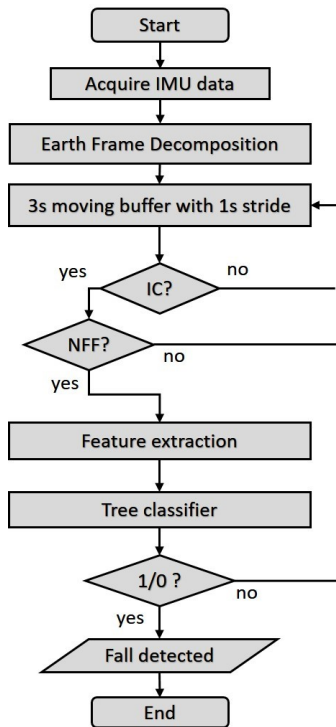 Start
Acquire IMU data
Earth Frame Decomposition
3s moving buffer with 1s stride
yes
no
IC?
NFF?
no
yes
Feature extraction
Tree classifier
1/0 ?
no
yes
Fall detected
End